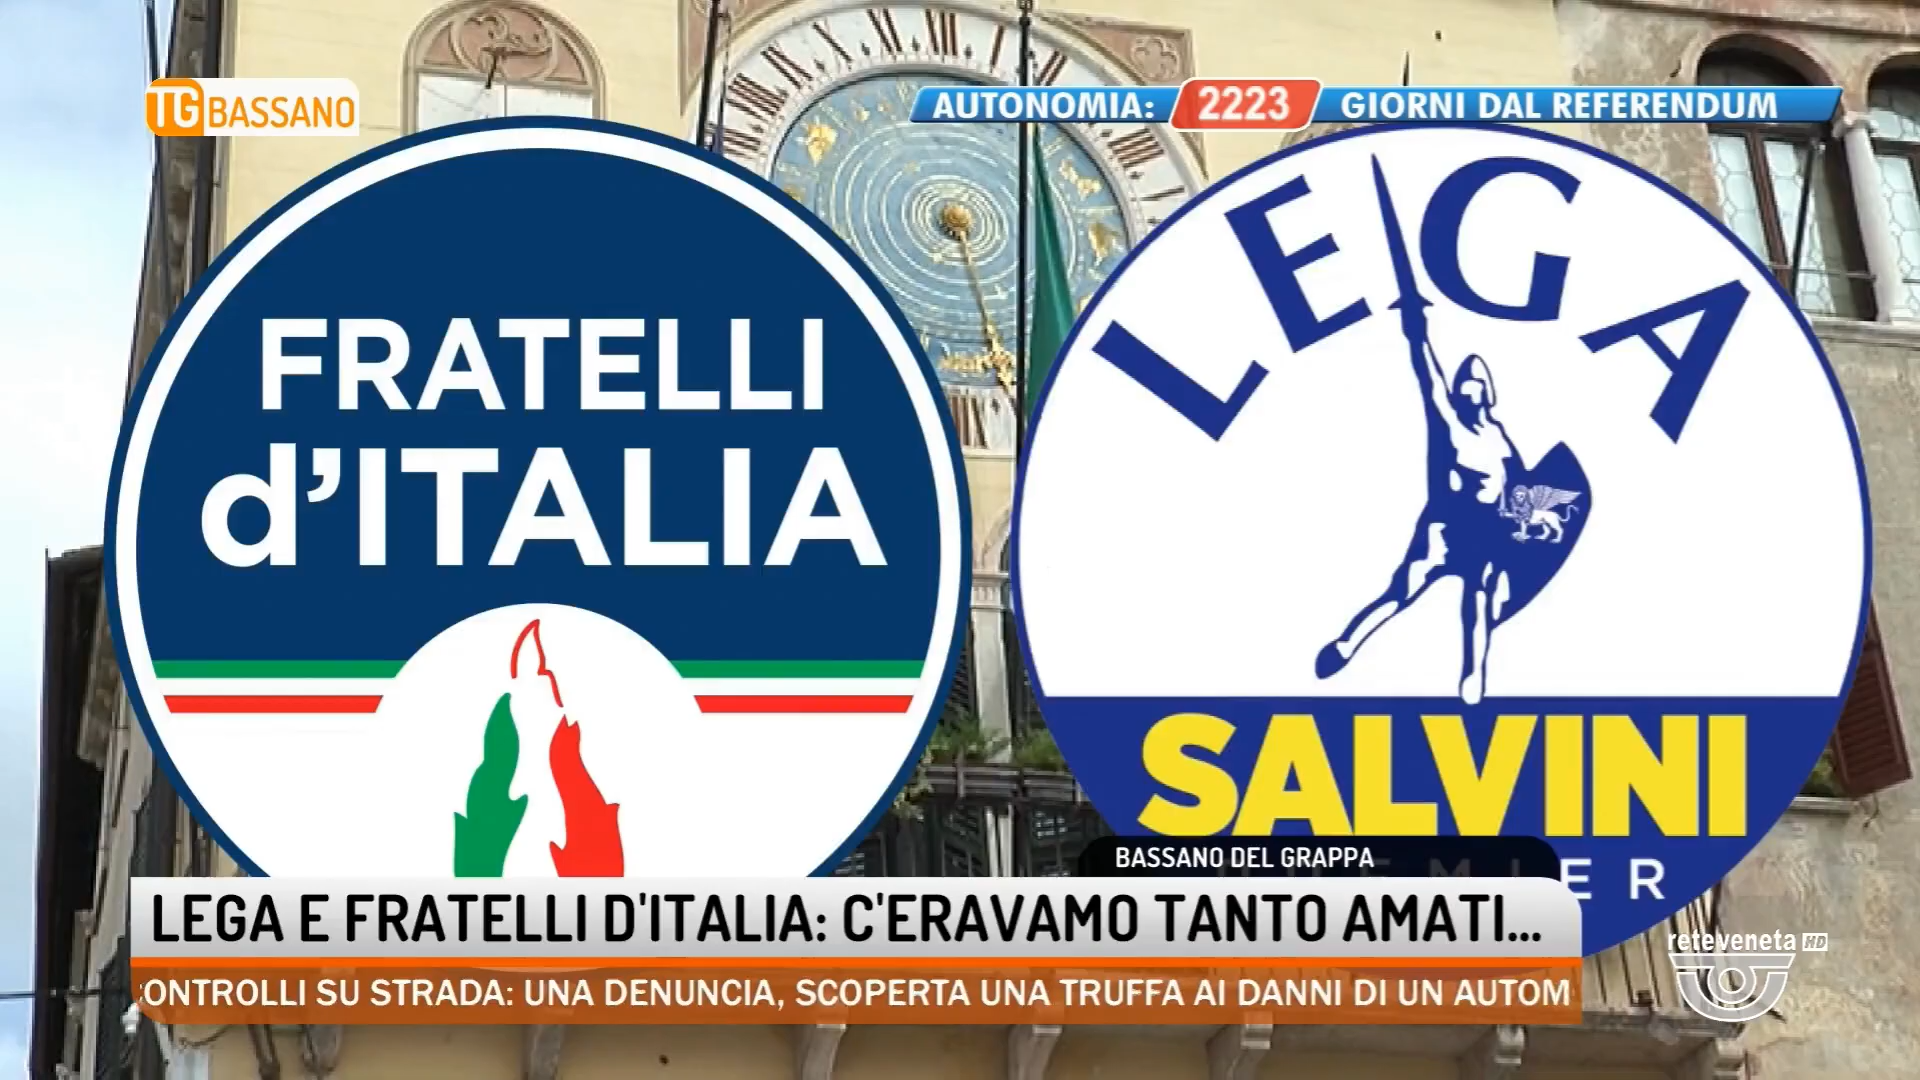 TG BASSANO
AUTONOMIA: 2223 GIORNI DAL REFERENDUM
FRATELLI
d'ITALIA
LEGA
SALVINI
BASSANO DEL GRAPPA
LEGA E FRATELLI D'ITALIA: C'ERAVAMO TANTO AMATI...
CONTROLLI SU STRADA: UNA DENUNCIA, SCOPERTA UNA TRUFFA AI DANNI DI UN AUTOM
reteveneta HD